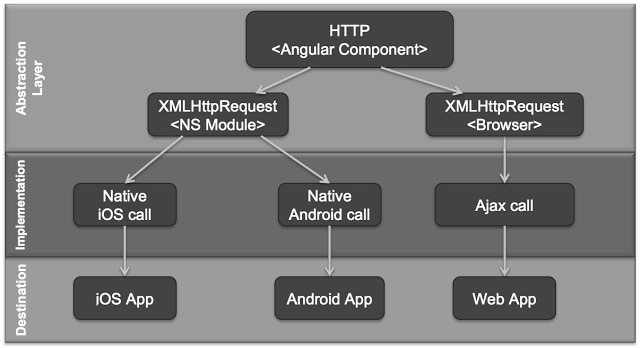 Abstraction
Layer
HTTP
<Angular Component>
XMLHttpRequest
<NS Module>
XMLHttpRequest
<Browser>
Implementation
Native
iOS call
Native
Android call
Ajax call
Destination
iOS App
Android App
Web App